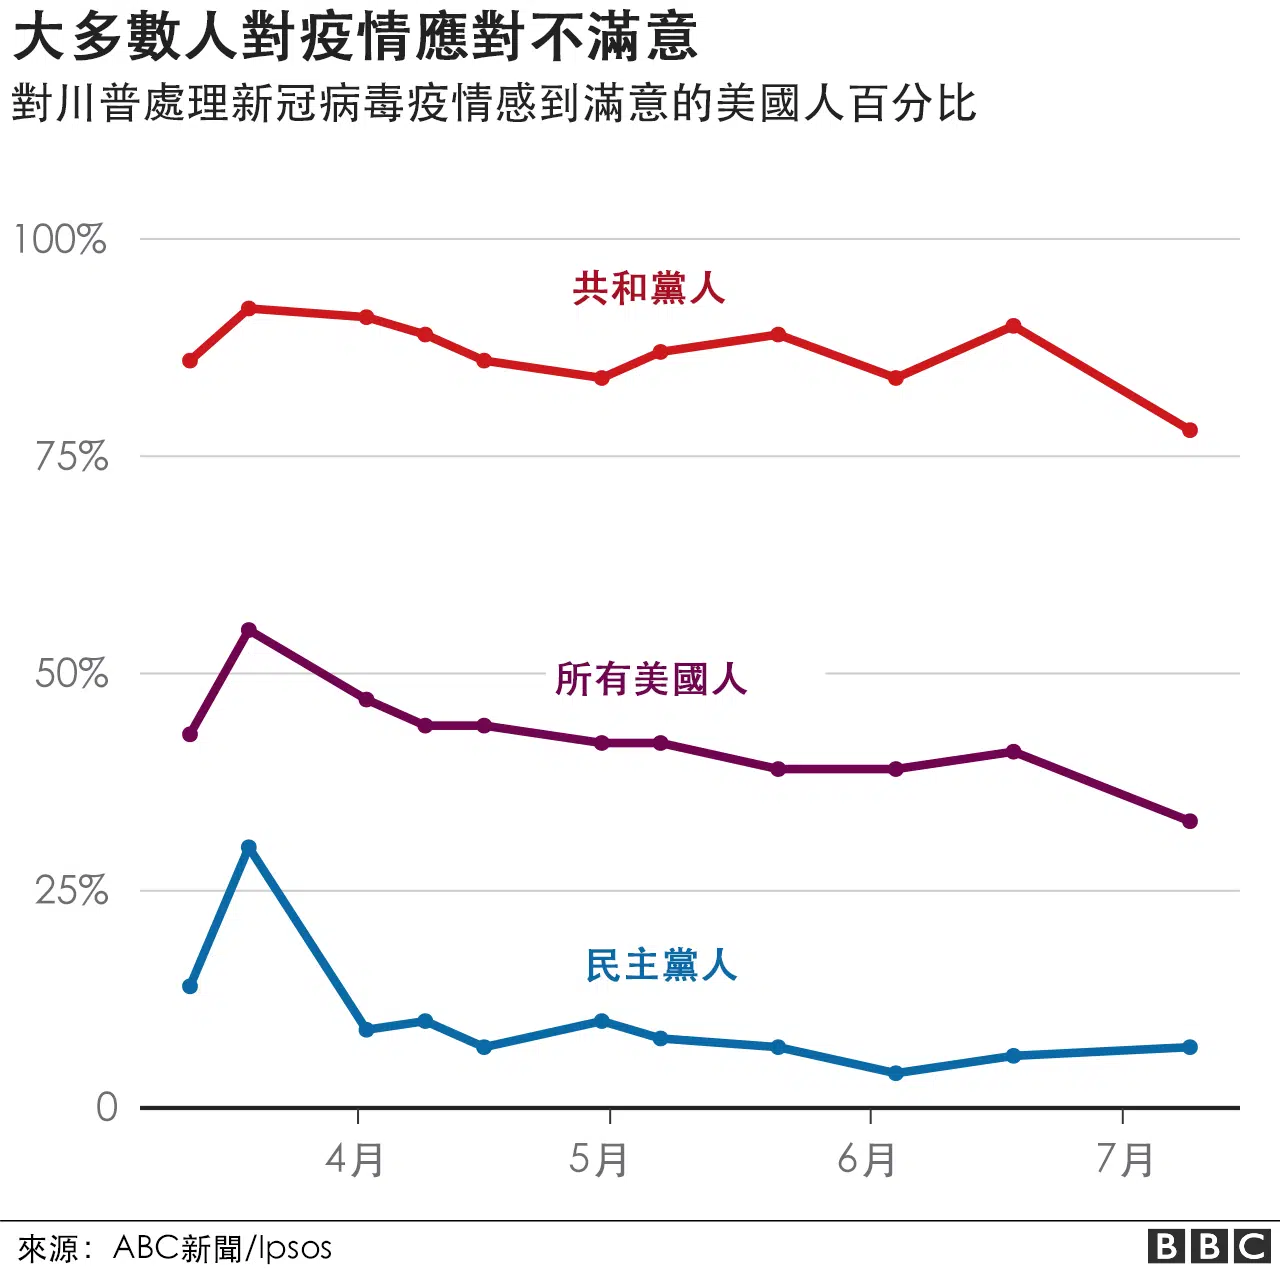 大多數人對疫情應對不滿意
對川普處理新冠病毒疫情感到滿意的美國人百分比
100%
共和黨人
75%
50%
所有美國人
25%
民主黨人
0
4月 5月 6月 7月
來源：ABC新聞/Ipsos
BBC